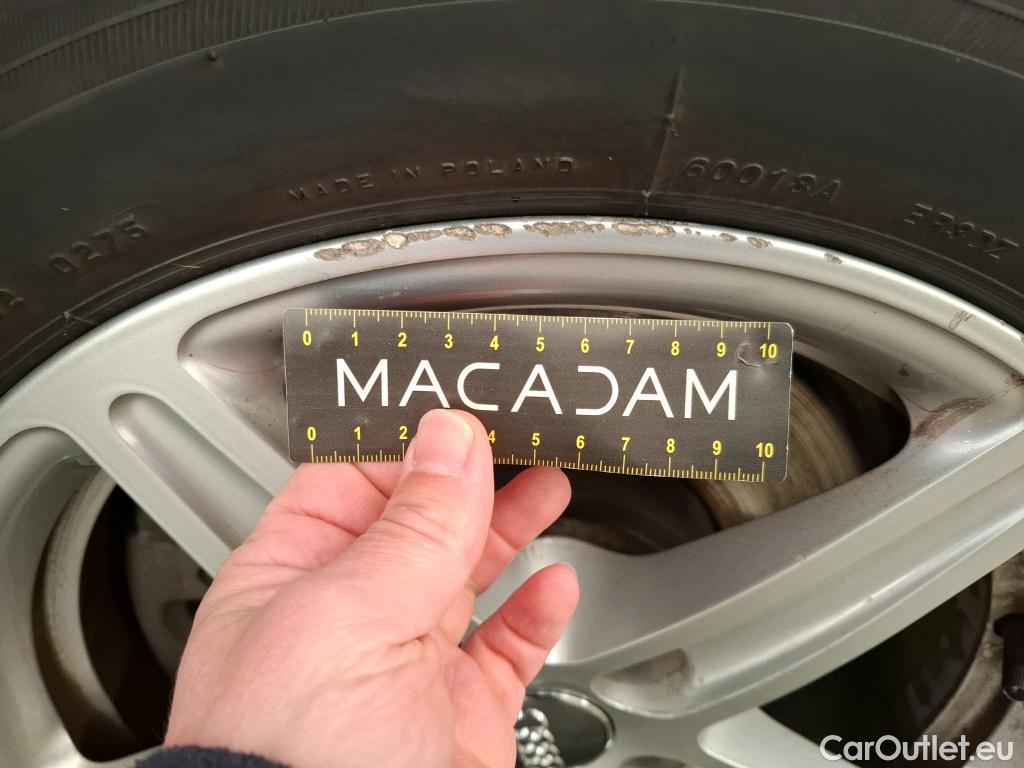 MADE IN POLAND
60018A
0275
0 1 2 3 4 5 6 7 8 9 10
MACADAM
0 1 2 4 5 6 7 8 9 10
CarOutlet.eu